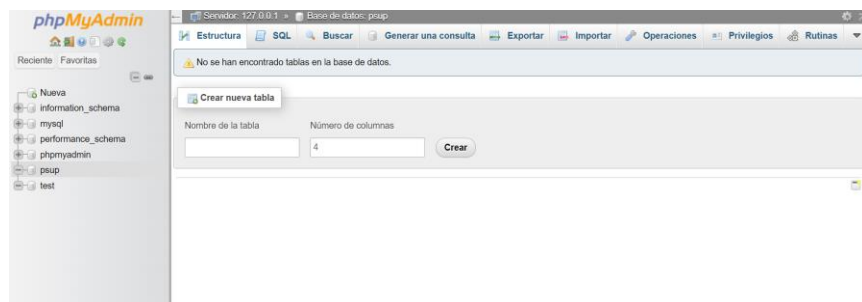 phpMyAdmin
Reciente Favoritas
Nueva
information_schema
mysql
performance_schema
phpmyadmin
psup
test
Servidor: 127.0.0.1 » Base de datos: psup
Estructura SQL Buscar Generar una consulta Exportar Importar Operaciones Privilegios Rutinas
No se han encontrado tablas en la base de datos.
Crear nueva tabla
Nombre de la tabla Número de columnas
4 Crear